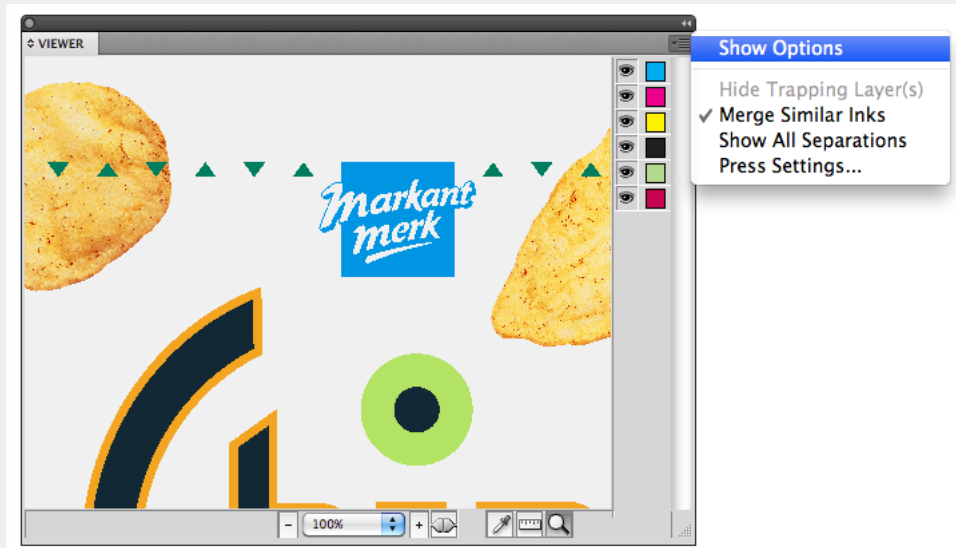 VIEWER
Show Options
Hide Trapping Layer(s)
✓ Merge Similar Inks
Show All Separations
Press Settings...
Markant
merk
- 100% +